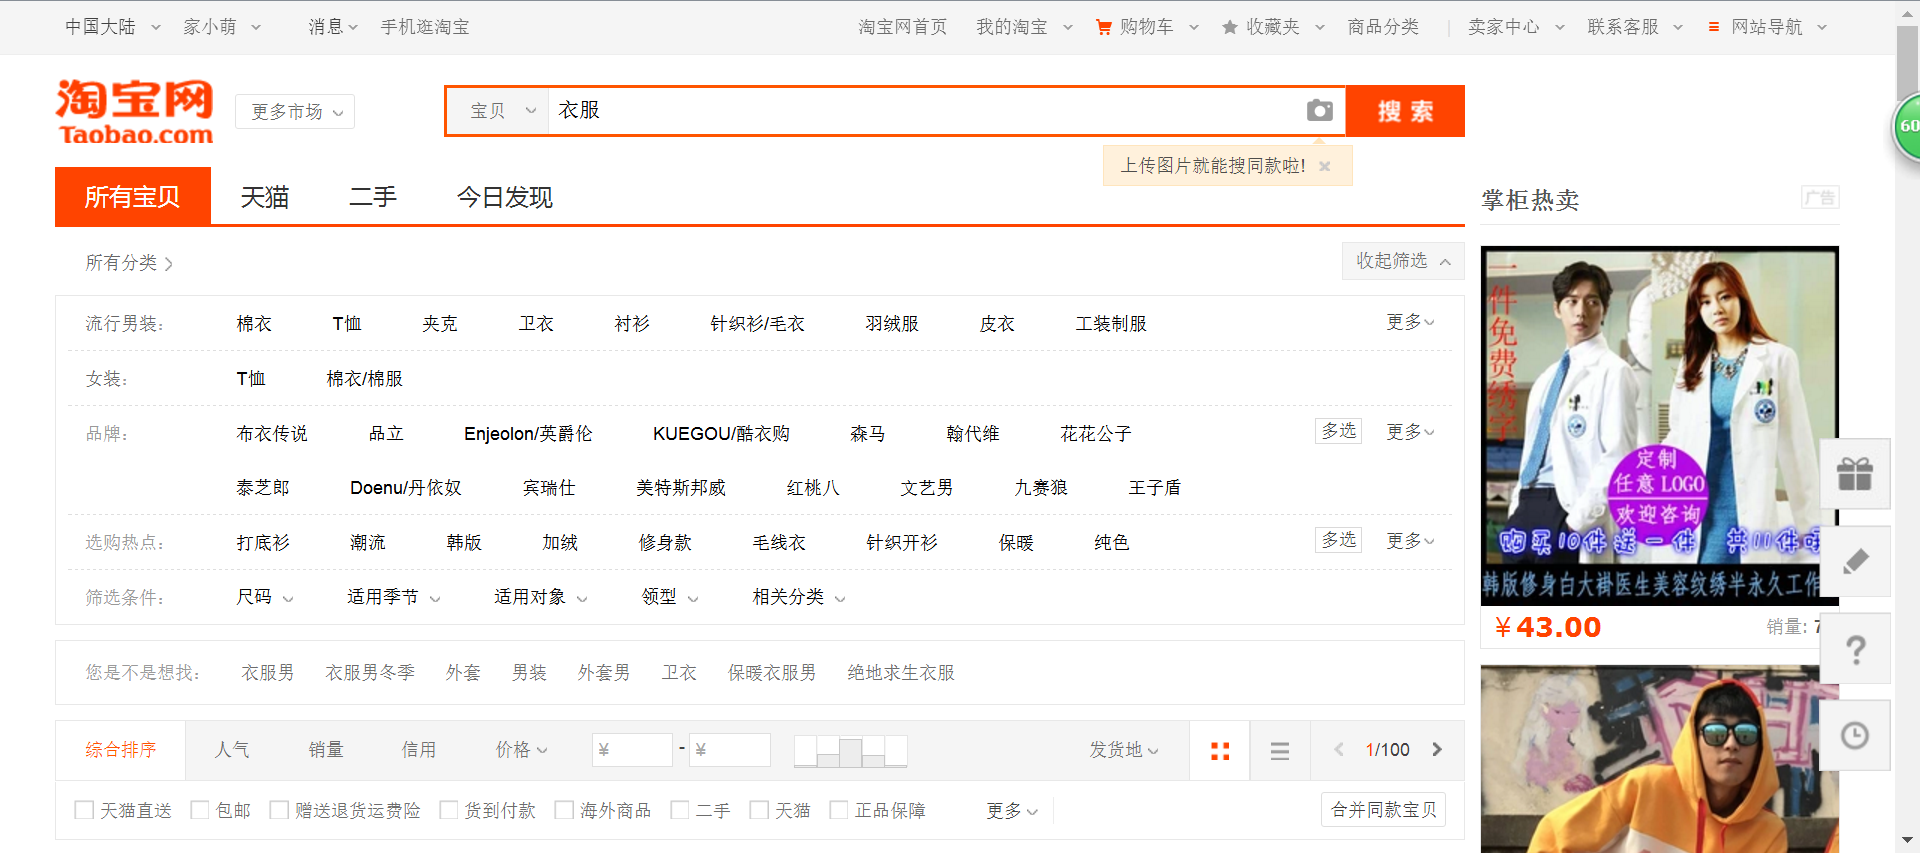 中国大陆 家小萌 消息 手机逛淘宝 淘宝网首页 我的淘宝 购物车 收藏夹 商品分类 | 卖家中心 联系客服 网站导航
淘宝网
Taobao.com
更多市场
宝贝 衣服 搜索
上传图片就能搜同款啦! ×
60
所有宝贝 天猫 二手 今日发现
掌柜热卖 广告
所有分类 > 收起筛选
流行男装： 棉衣 T恤 夹克 卫衣 衬衫 针织衫/毛衣 羽绒服 皮衣 工装制服 更多
女装： T恤 棉衣/棉服
品牌： 布衣传说 品立 Enjeolon/英爵伦 KUEGOU/酷衣购 森马 翰代维 花花公子 多选 更多
泰芝郎 Doenu/丹依奴 宾瑞仕 美特斯邦威 红桃八 文艺男 九赛狼 王子盾
选购热点： 打底衫 潮流 韩版 加绒 修身款 毛线衣 针织开衫 保暖 纯色 多选 更多
筛选条件： 尺码 适用季节 适用对象 领型 相关分类
您是不是想找： 衣服男 衣服男冬季 外套 男装 外套男 卫衣 保暖衣服男 绝地求生衣服
综合排序 人气 销量 信用 价格 ¥ - ¥ 发货地 < 1/100 >
天猫直送 包邮 赠送退货运费险 货到付款 海外商品 二手 天猫 正品保障 更多 合并同款宝贝
一件免费绣字
定制
任意LOGO
欢迎咨询
购买10件送一件 共11件
韩版修身白大褂医生美容纹绣半永久工作
¥43.00 销量: 7
?